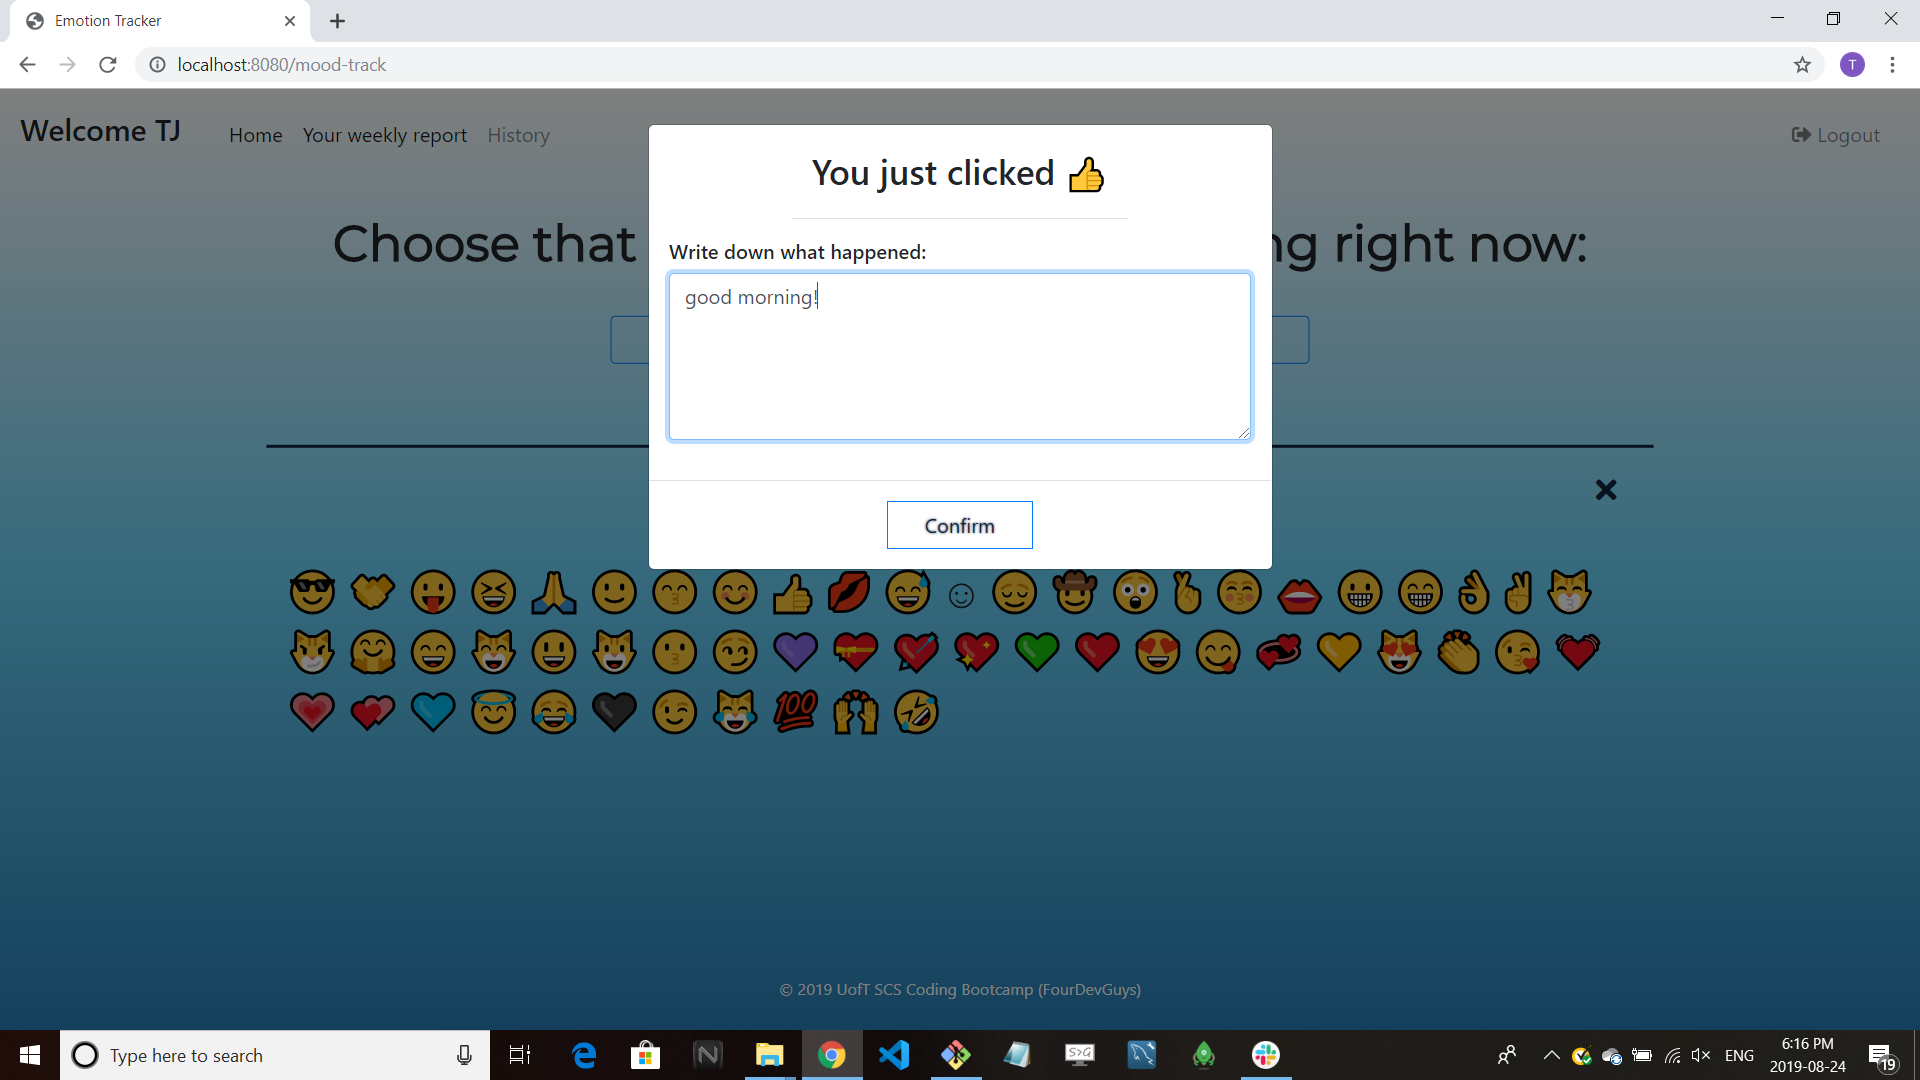 Emotion Tracker
localhost:8080/mood-track
Welcome TJ
Home
Your weekly report
History
Logout
You just clicked 👍
Choose that
ng right now:
Write down what happened:
good morning!
Confirm
© 2019 UofT SCS Coding Bootcamp (FourDevGuys)
Type here to search
S>G
ENG
6:16 PM
2019-08-24
19
T
N
100